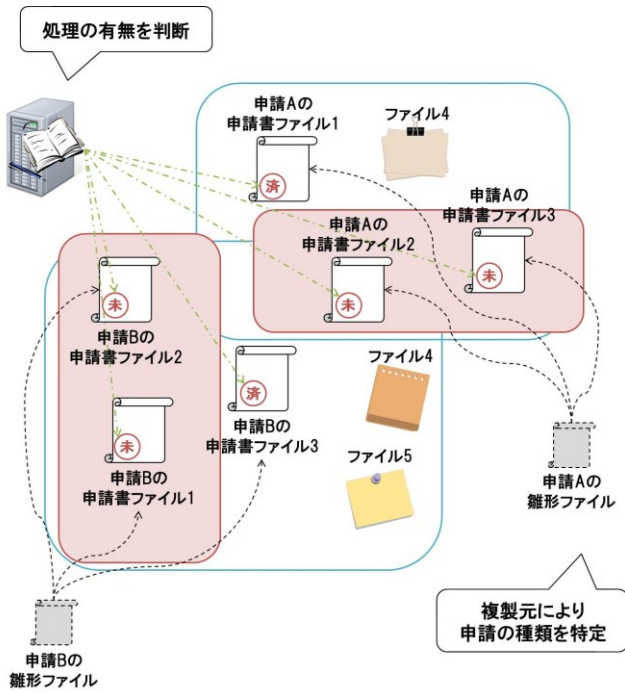 処理の有無を判断
申請Aの
申請書ファイル1
ファイル4
済
申請Aの
申請書ファイル2
申請Aの
申請書ファイル3
未
未
未
申請Bの
申請書ファイル2
済
申請Bの
申請書ファイル3
ファイル4
未
申請Bの
申請書ファイル1
ファイル5
申請Aの
雛形ファイル
複製元により
申請の種類を特定
申請Bの
雛形ファイル